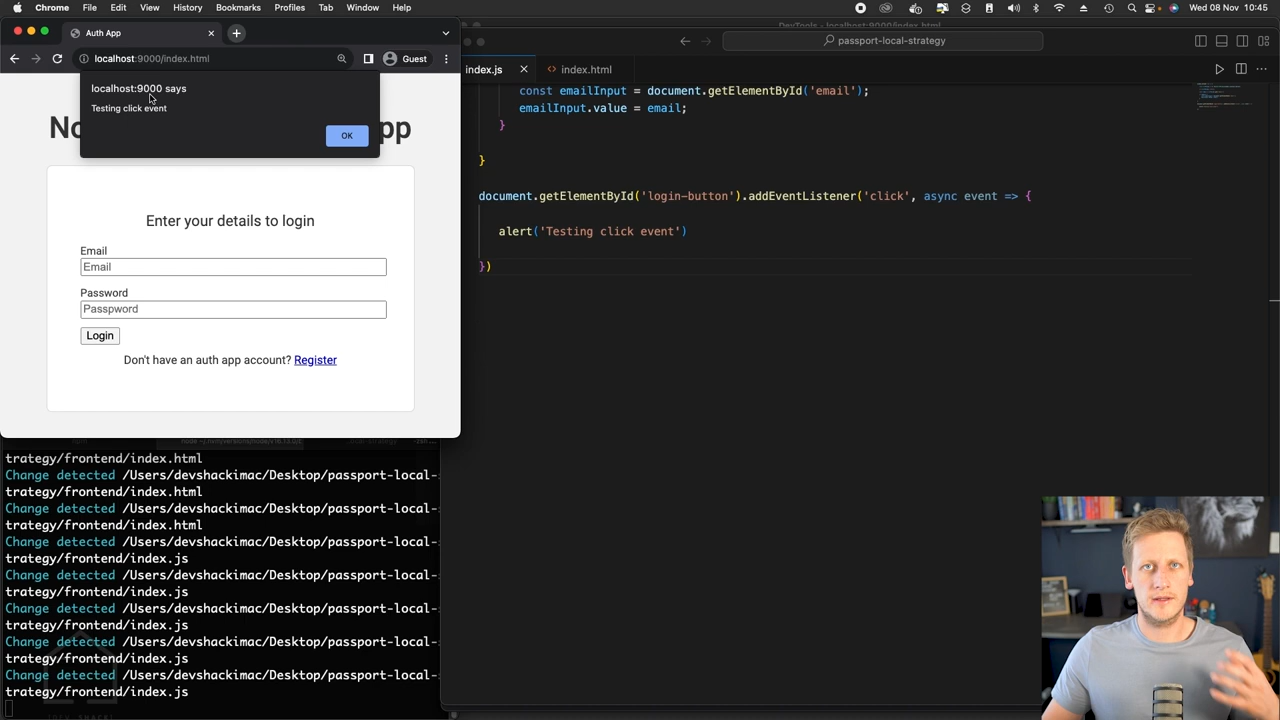 Chrome File Edit View History Bookmarks Profiles Tab Window Help
Wed 08 Nov 10:45
Auth App
localhost:9000/index.html
Guest
localhost:9000 says
Testing click event
OK
No
pp
Enter your details to login
Email
Email
Password
Passpword
Login
Don't have an auth app account? Register
DevTools - localhost:9000/index.html
passport-local-strategy
index.js
index.html
const emailInput = document.getElementById('email');
emailInput.value = email;
}
}
document.getElementById('login-button').addEventListener('click', async event => {
alert('Testing click event')
})
trategy/frontend/index.html
Change detected /Users/devshackimac/Desktop/passport-local-s
trategy/frontend/index.html
Change detected /Users/devshackimac/Desktop/passport-local-s
trategy/frontend/index.html
Change detected /Users/devshackimac/Desktop/passport-local-s
trategy/frontend/index.js
Change detected /Users/devshackimac/Desktop/passport-local-s
trategy/frontend/index.js
Change detected /Users/devshackimac/Desktop/passport-local-s
trategy/frontend/index.js
Change detected /Users/devshackimac/Desktop/passport-local-s
trategy/frontend/index.js
Change detected /Users/devshackimac/Desktop/passport-local-s
trategy/frontend/index.js